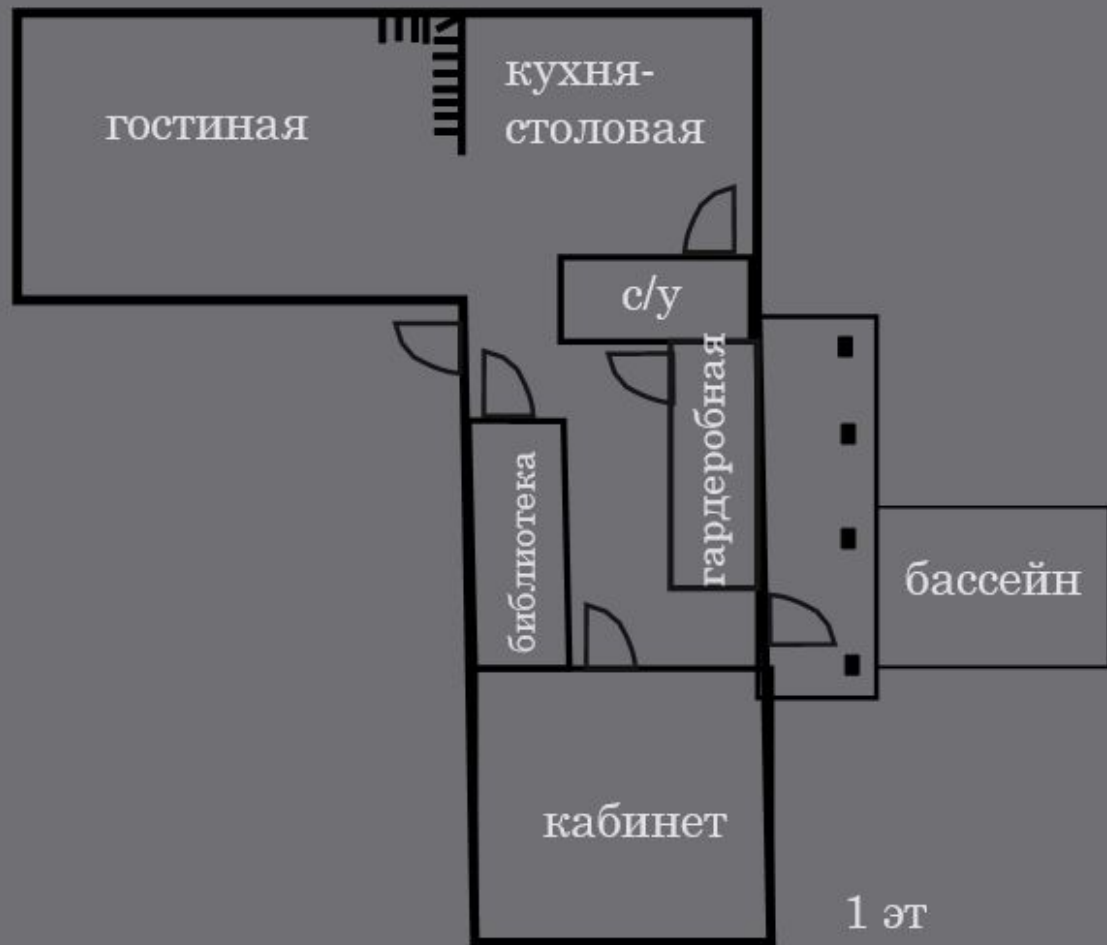 гостиная
кухня-
столовая
с/у
гардеробная
библиотека
бассейн
кабинет
1 эт